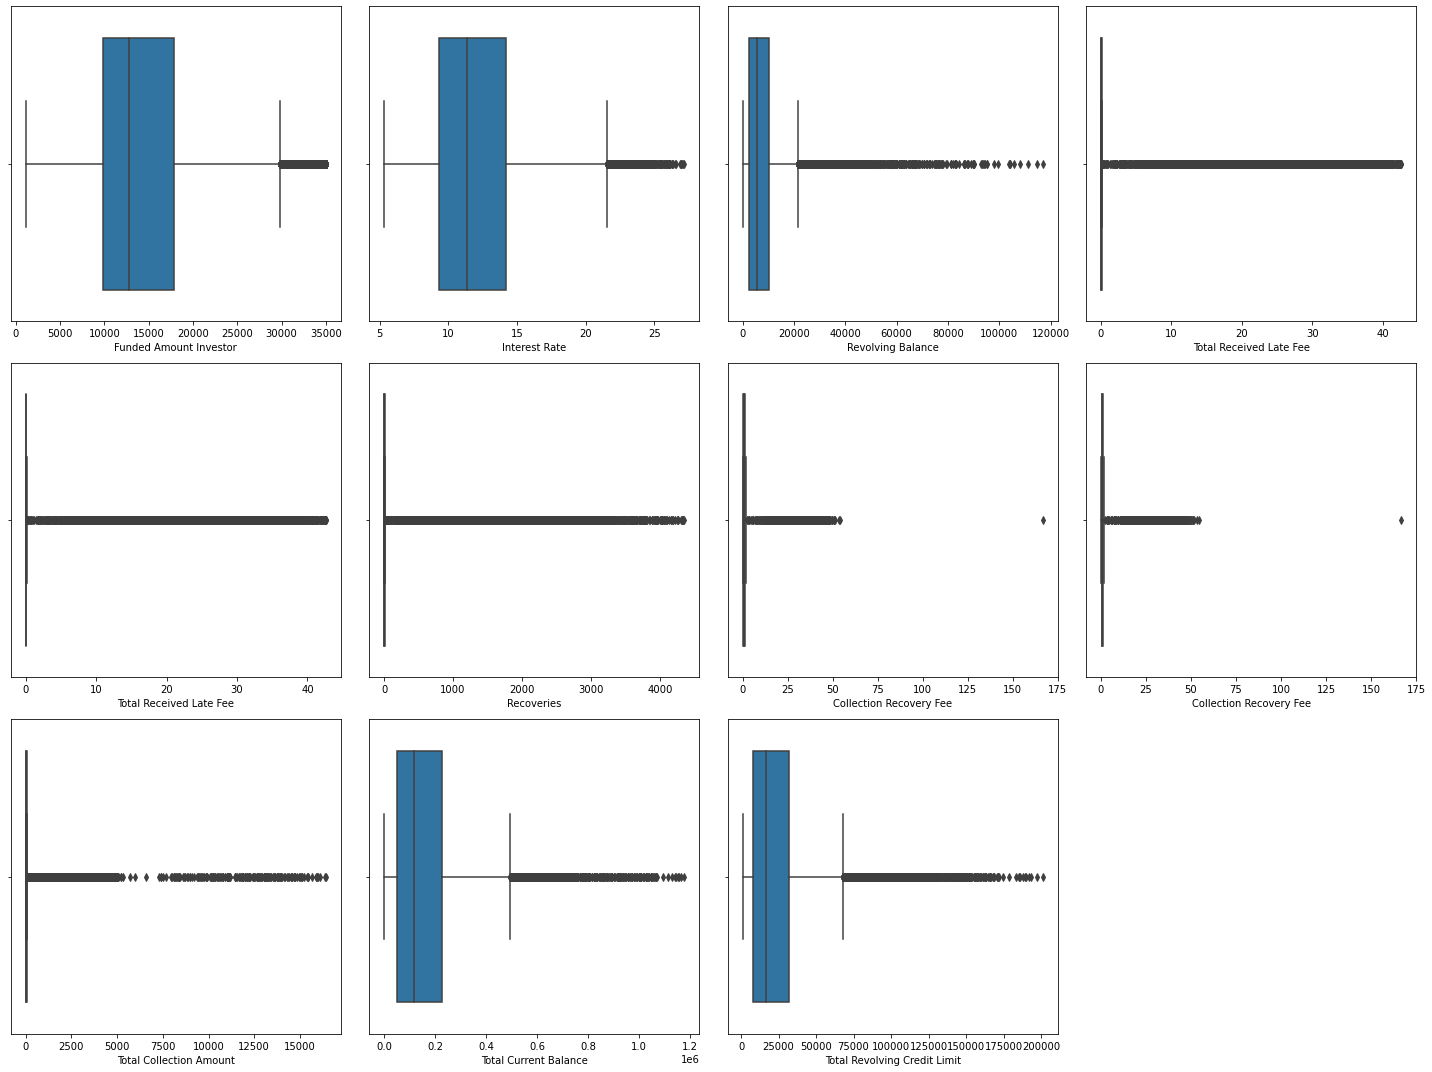 0 5000 10000 15000 20000 25000 30000 35000
Funded Amount Investor
5 10 15 20 25
Interest Rate
0 20000 40000 60000 80000 100000 120000
Revolving Balance
0 10 20 30 40
Total Received Late Fee
0 10 20 30 40
Total Received Late Fee
0 1000 2000 3000 4000
Recoveries
0 25 50 75 100 125 150 175
Collection Recovery Fee
0 25 50 75 100 125 150 175
Collection Recovery Fee
0 2500 5000 7500 10000 12500 15000
Total Collection Amount
0.0 0.2 0.4 0.6 0.8 1.0 1.2
Total Current Balance
1e6
0 25000 50000 75000 100000 125000 150000 175000 200000
Total Revolving Credit Limit